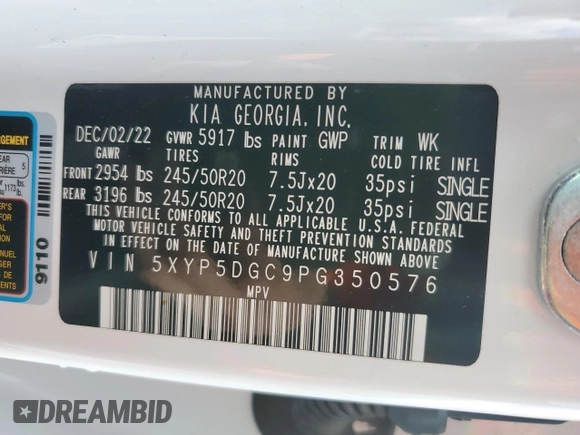 MANUFACTURED BY
KIA GEORGIA, INC.
DEC/02/22 GVWR 5917 lbs PAINT GWP TRIM WK
GAWR TIRES RIMS COLD TIRE INFL
FRONT 2954 lbs 245/50R20 7.5Jx20 35psi SINGLE
REAR 3196 lbs 245/50R20 7.5Jx20 35psi SINGLE
THIS VEHICLE CONFORMS TO ALL APPLICABLE U.S.A. FEDERAL
MOTOR VEHICLE SAFETY AND THEFT PREVENTION STANDARDS
IN EFFECT ON THE DATE OF MANUFACTURE SHOWN ABOVE.
VIN 5XYP5DGC9PG350576
MPV
5
9110
DREAMBID